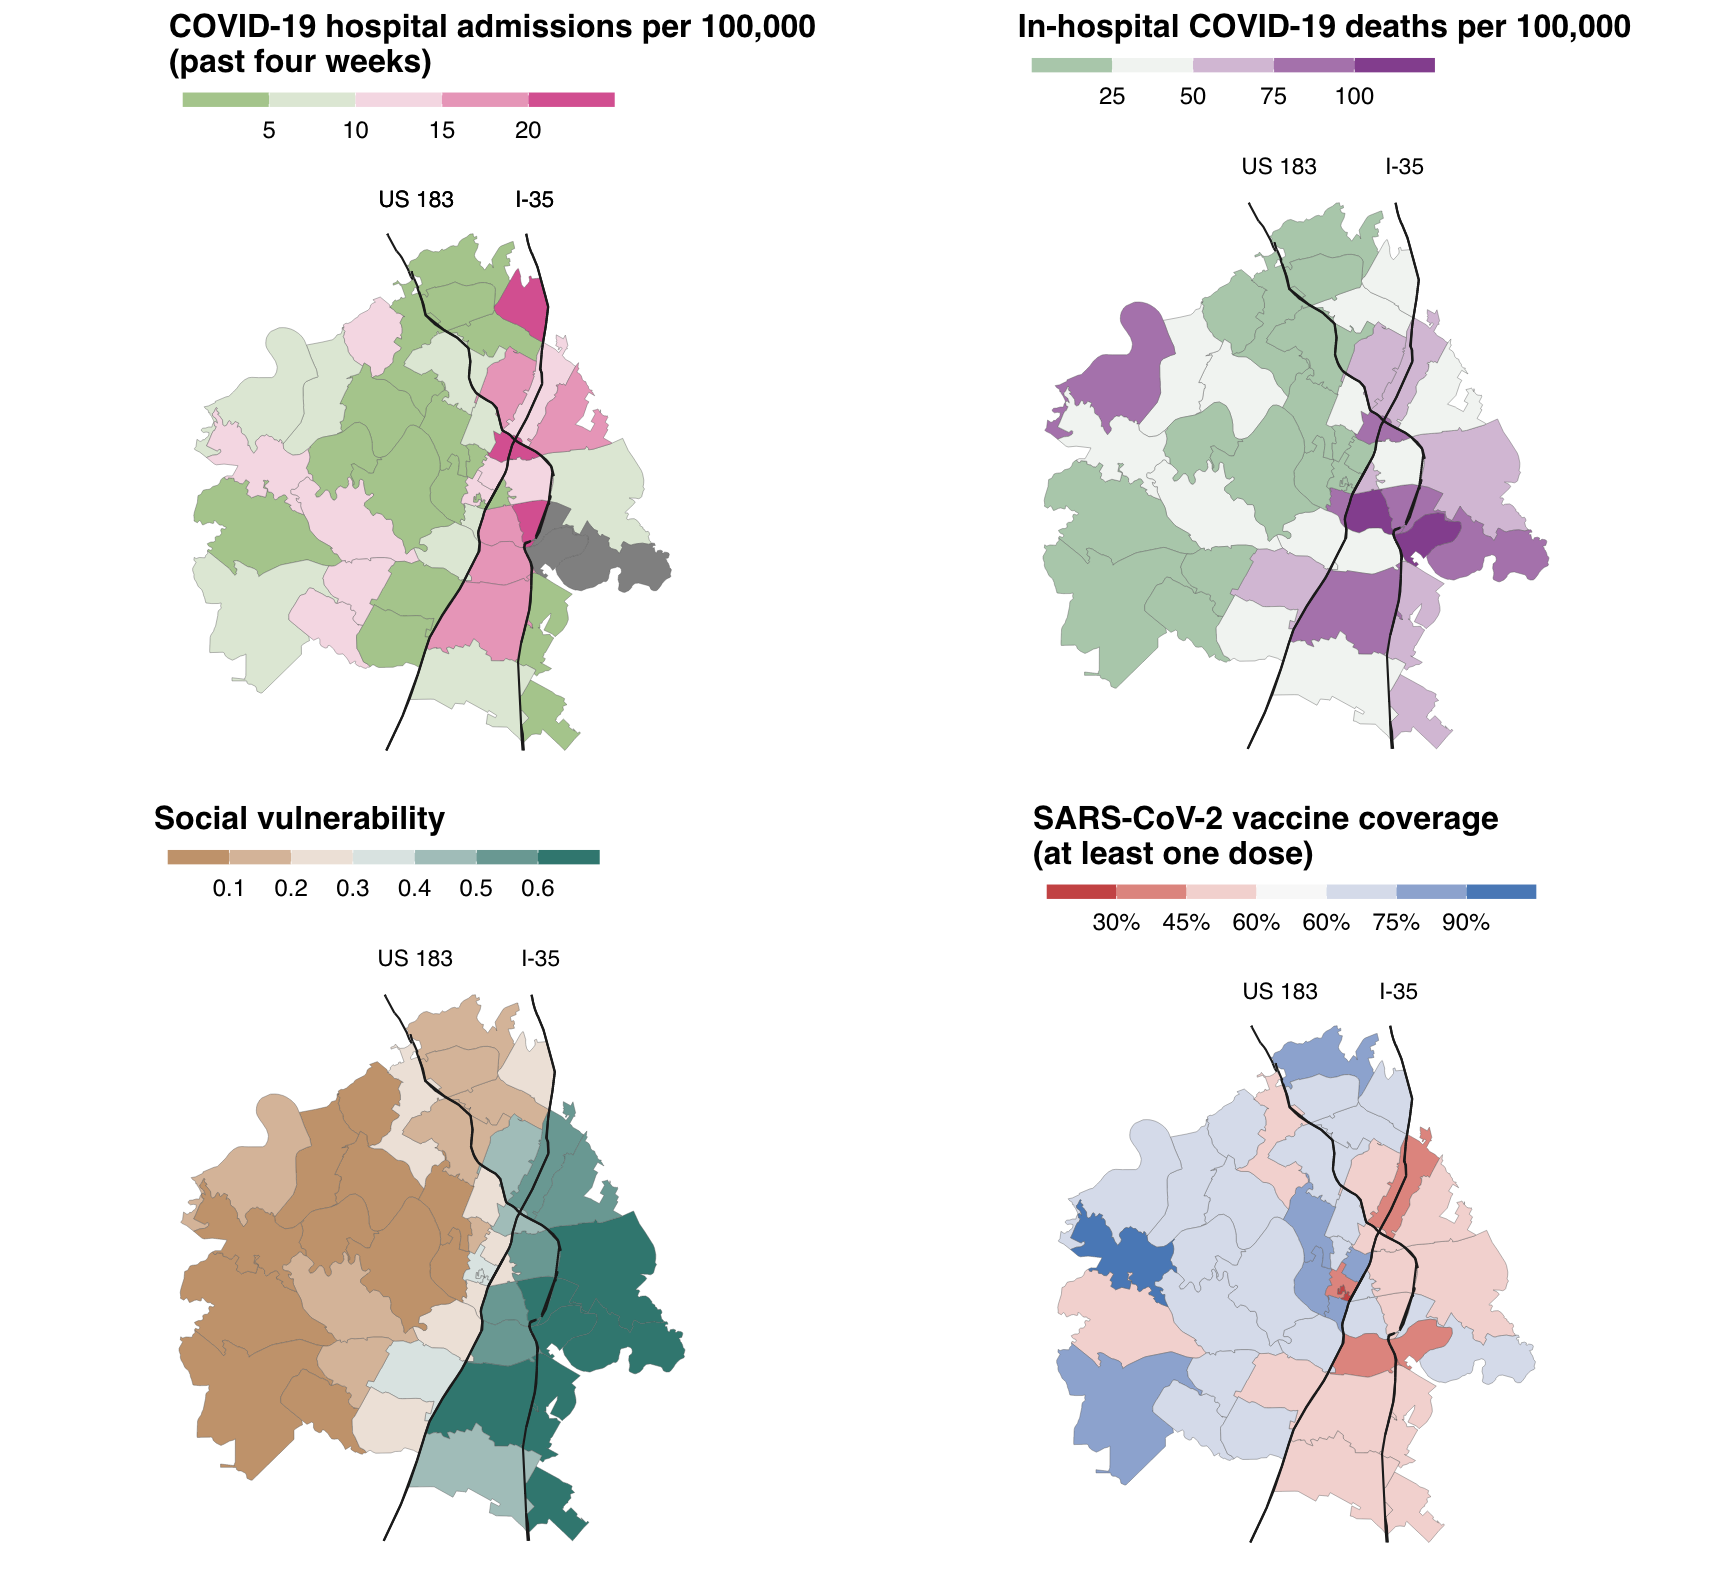 COVID-19 hospital admissions per 100,000
(past four weeks)
5 10 15 20
US 183 I-35
In-hospital COVID-19 deaths per 100,000
25 50 75 100
US 183 I-35
Social vulnerability
0.1 0.2 0.3 0.4 0.5 0.6
US 183 I-35
SARS-CoV-2 vaccine coverage
(at least one dose)
30% 45% 60% 60% 75% 90%
US 183 I-35